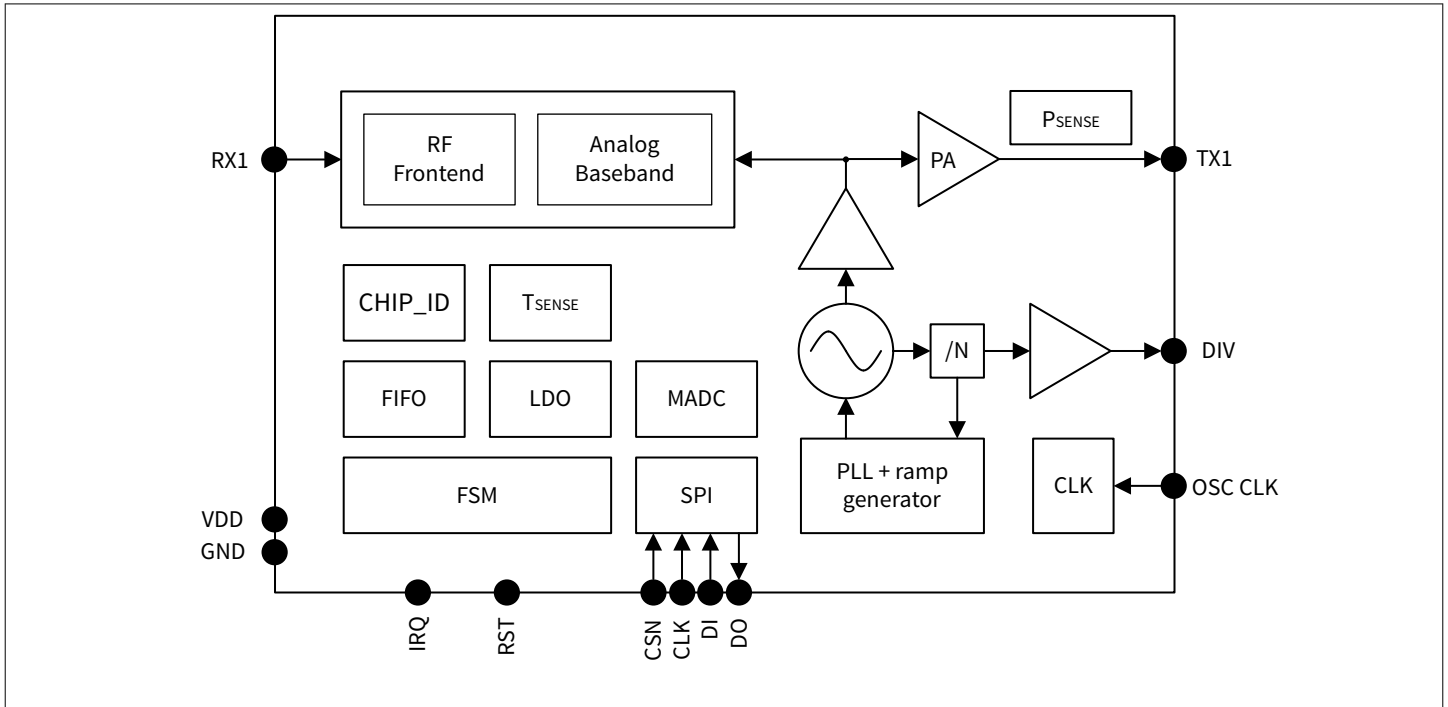 PSENSE
RX1
RF
Frontend
Analog
Baseband
PA
TX1
CHIP_ID
TSENSE
/N
DIV
FIFO
LDO
MADC
PLL + ramp
generator
CLK
OSC CLK
FSM
SPI
VDD
GND
IRQ
RST
CSN
CLK
DI
DO